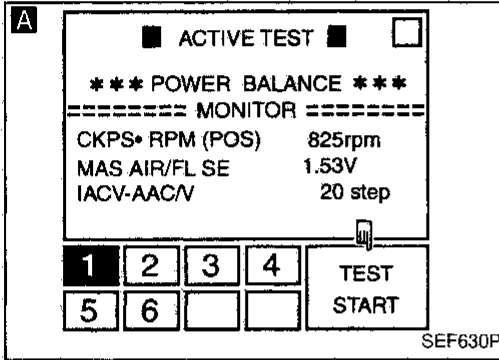 A
ACTIVE TEST
*** POWER BALANCE ***
======== MONITOR ========
CKPS• RPM (POS) 825rpm
MAS AIR/FL SE 1.53V
IACV-AAC/V 20 step
1 2 3 4
5 6
TEST
START
SEF630P